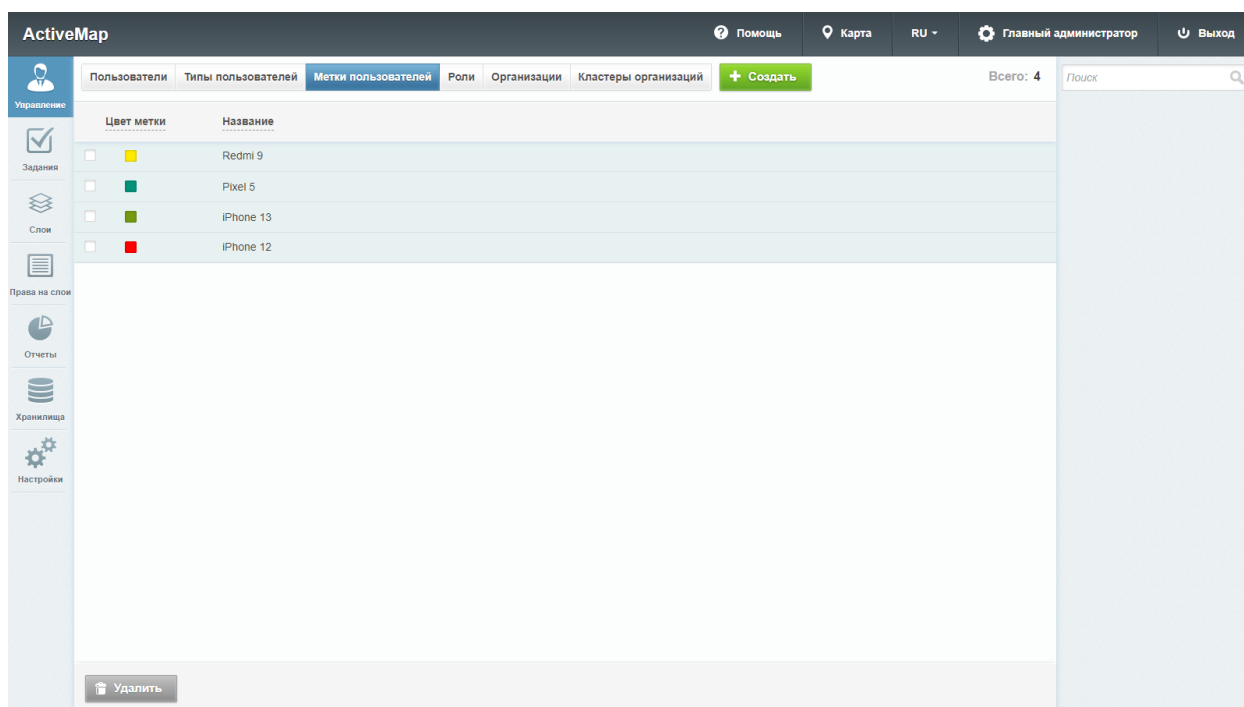 ActiveMap Помощь Карта RU Главный администратор Выход
Управление
Задания
Слои
Права на слои
Отчеты
Хранилища
Настройки
Пользователи Типы пользователей Метки пользователей Роли Организации Кластеры организаций Создать Всего: 4 Поиск
Цвет метки Название
Redmi 9
Pixel 5
iPhone 13
iPhone 12
Удалить